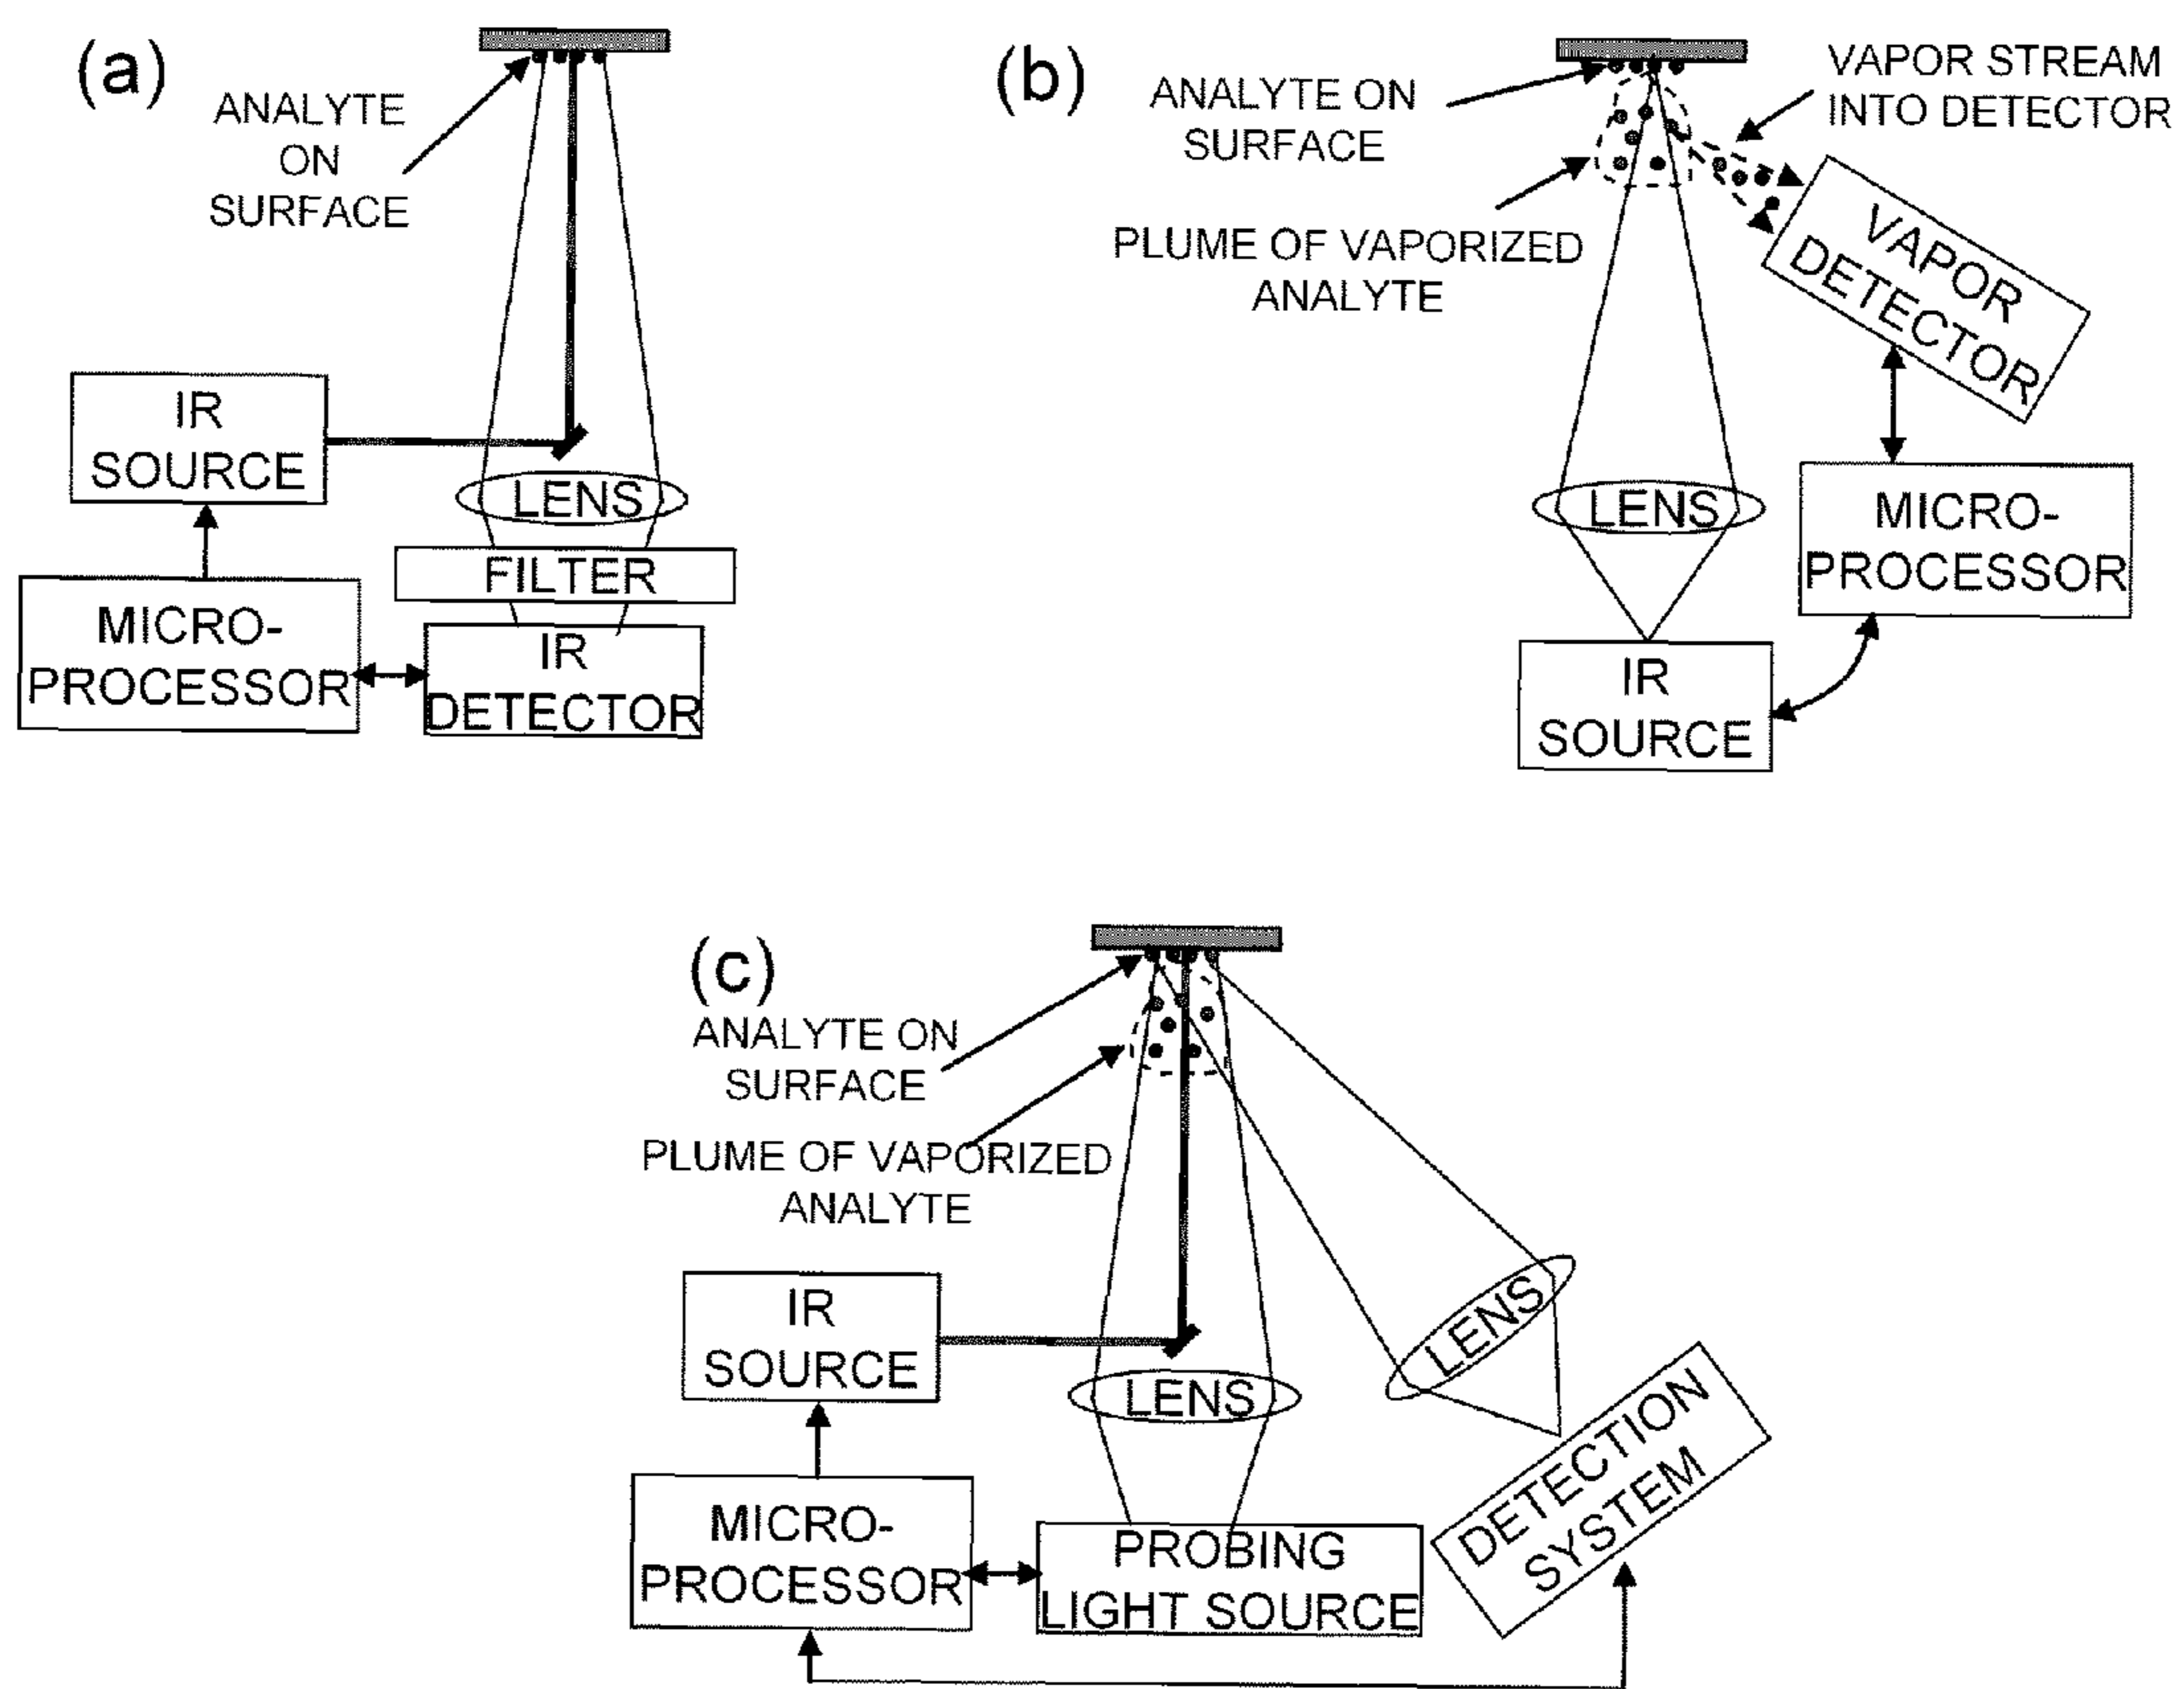 (a)
ANALYTE
ON
SURFACE
IR
SOURCE
LENS
FILTER
MICRO-
PROCESSOR
IR
DETECTOR
(b)
ANALYTE ON
SURFACE
VAPOR STREAM
INTO DETECTOR
PLUME OF VAPORIZED
ANALYTE
VAPOR
DETECTOR
LENS
MICRO-
PROCESSOR
IR
SOURCE
(c)
ANALYTE ON
SURFACE
PLUME OF VAPORIZED
ANALYTE
IR
SOURCE
LENS
LENS
MICRO-
PROCESSOR
PROBING
LIGHT SOURCE
DETECTION
SYSTEM